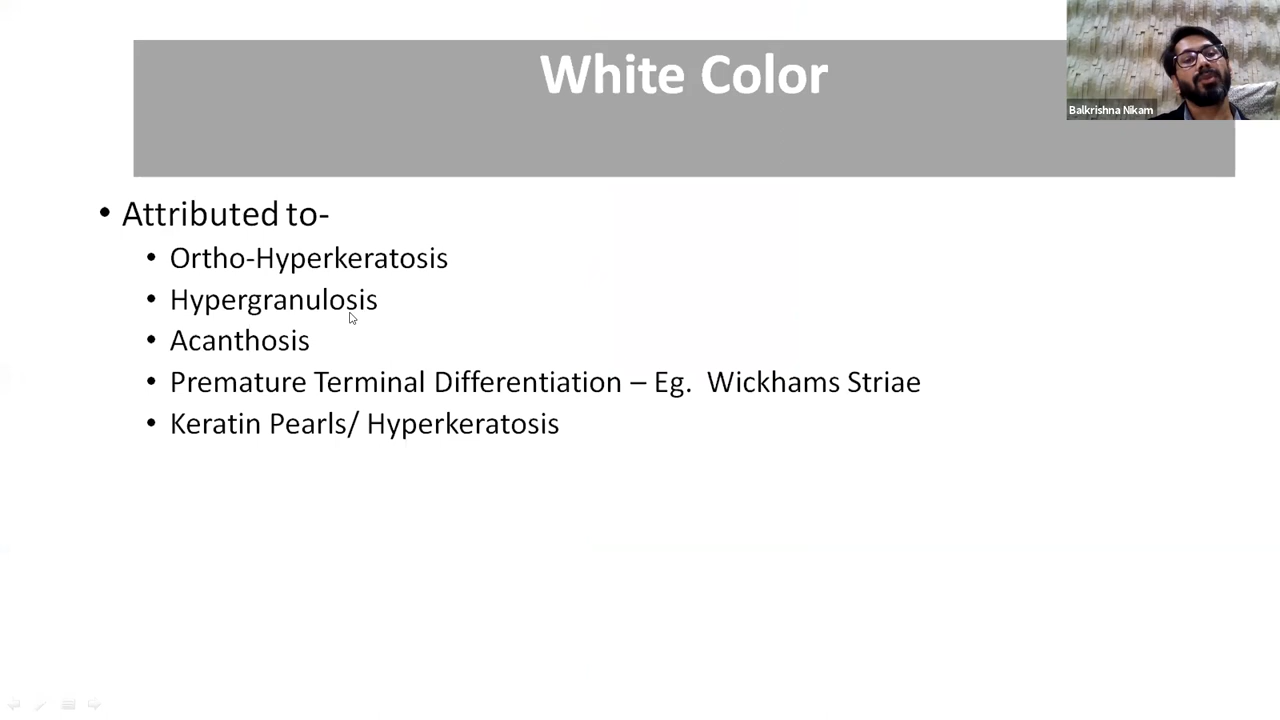 White Color
Balkrishna Nikam
• Attributed to-
• Ortho-Hyperkeratosis
• Hypergranulosis
• Acanthosis
• Premature Terminal Differentiation – Eg.  Wickhams Striae
• Keratin Pearls/ Hyperkeratosis